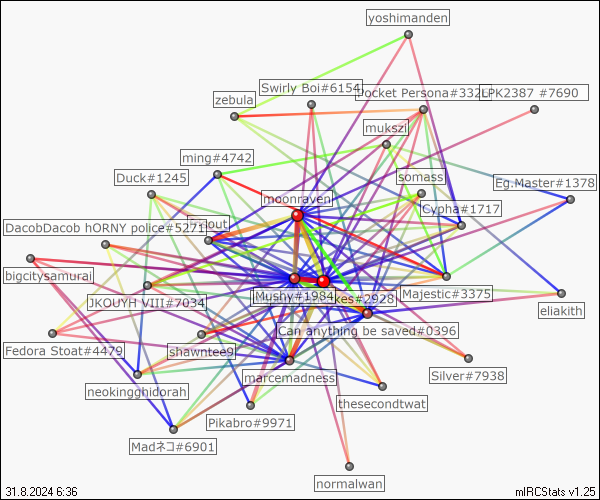 yoshimanden
Swirly Boi#6154
Pocket Persona#332
LPK2387 #7690
zebula
mukszi
ming#4742
Duck#1245
somass
Eg.Master#1378
moonraven
Cypha#1717
DacobDacob hORNY police#5271
hout
bigcitysamurai
JKOUYH VIII#7034
Mushy#1984
kes#2928
Majestic#3375
eliakith
Can anything be saved#0396
Fedora Stoat#4479
shawntee9
marcemadness
Silver#7938
neokingghidorah
thesecondtwat
Pikabro#9971
Madネコ#6901
normalwan
31.8.2024 6:36
mIRCStats v1.25